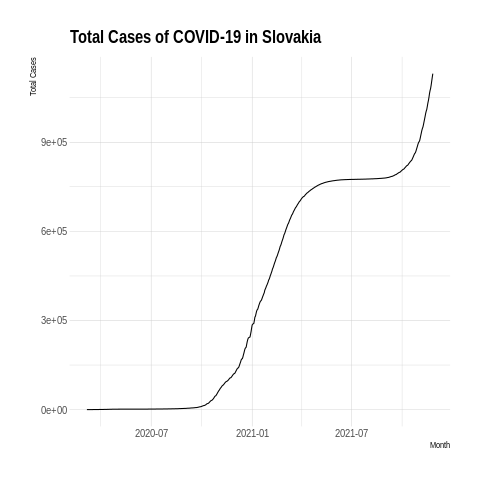 Total Cases of COVID-19 in Slovakia
Total Cases
9e+05
6e+05
3e+05
0e+00
2020-07 2021-01 2021-07
Month